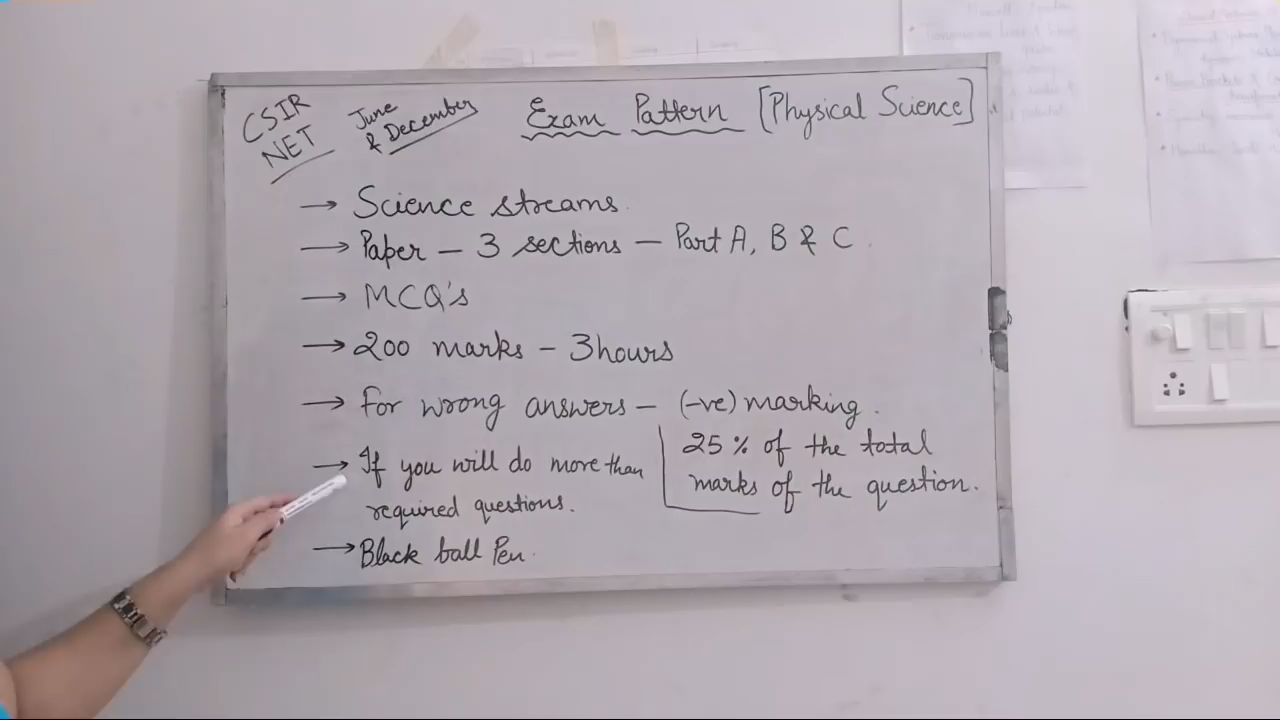 CSIR
NET
June
& December
Exam Pattern [Physical Science]
→ Science streams.
→ Paper – 3 sections – Part A, B & C.
→ MCQ's
→ 200 marks – 3 hours
→ For wrong answers – (-ve) marking.
25% of the total
marks of the question.
→ If you will do more than
required questions.
→ Black ball Pen.